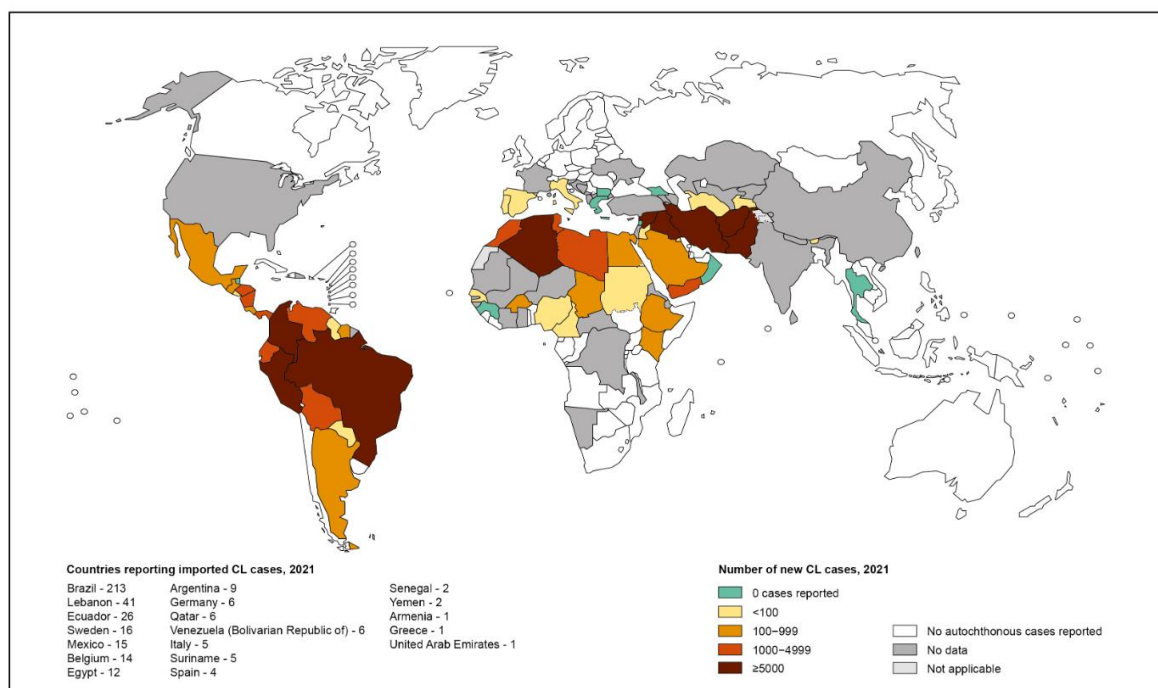 Countries reporting imported CL cases, 2021
Brazil - 213
Lebanon - 41
Ecuador - 26
Sweden - 16
Mexico - 15
Belgium - 14
Egypt - 12
Argentina - 9
Germany - 6
Qatar - 6
Venezuela (Bolivarian Republic of) - 6
Italy - 5
Suriname - 5
Spain - 4
Senegal - 2
Yemen - 2
Armenia - 1
Greece - 1
United Arab Emirates - 1
Number of new CL cases, 2021
0 cases reported
<100
100–999
1000–4999
≥5000
No autochthonous cases reported
No data
Not applicable